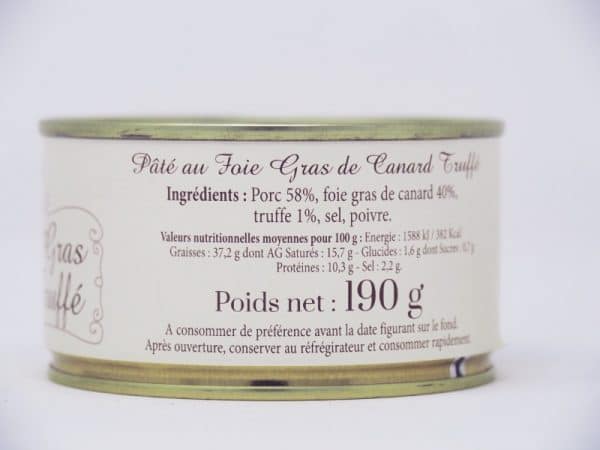 Gras
Truffé
Pâté au Foie Gras de Canard Truffé
Ingrédients : Porc 58%, foie gras de canard 40%,
truffe 1%, sel, poivre.
Valeurs nutritionnelles moyennes pour 100 g : Energie : 1588 kJ / 382 Kcal
Graisses : 37,2 g dont AG Saturés : 15,7 g - Glucides : 1,6 g dont Sucres : 0,7 g
Protéines : 10,3 g - Sel : 2,2 g.
Poids net : 190 g
A consommer de préférence avant la date figurant sur le fond.
Après ouverture, conserver au réfrigirateur et consommer rapidement.